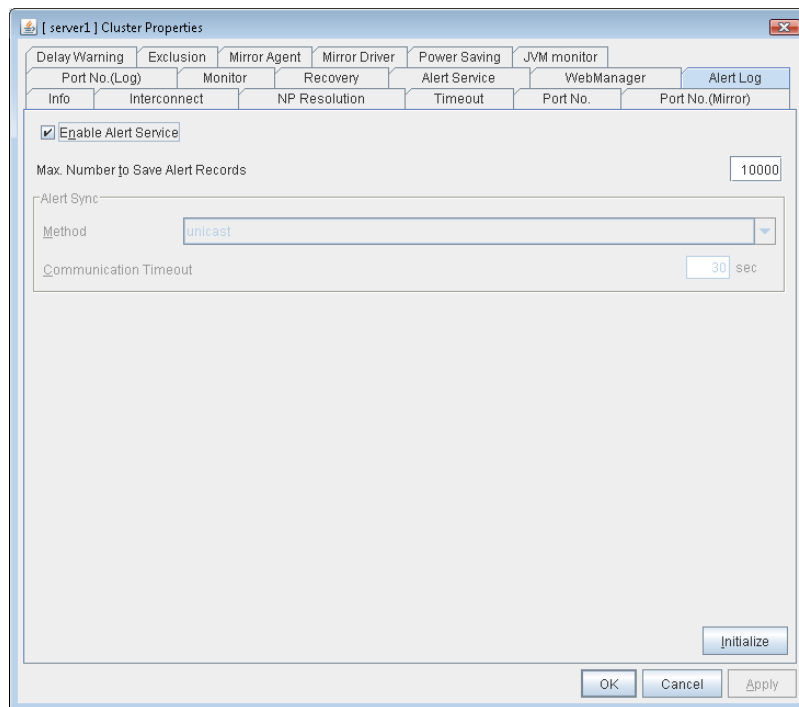 [ server1 ] Cluster Properties
Delay Warning Exclusion Mirror Agent Mirror Driver Power Saving JVM monitor
Port No.(Log) Monitor Recovery Alert Service WebManager Alert Log
Info Interconnect NP Resolution Timeout Port No. Port No.(Mirror)
Enable Alert Service
Max. Number to Save Alert Records 10000
Alert Sync
Method unicast
Communication Timeout 30 sec
Initialize
OK Cancel Apply